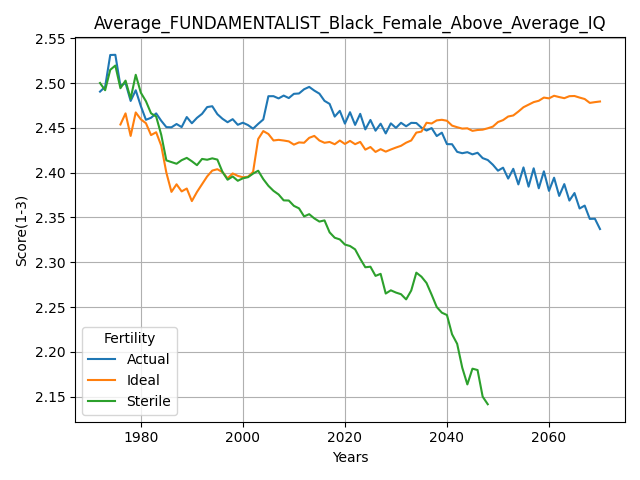 Average_FUNDAMENTALIST_Black_Female_Above_Average_IQ
Score(1-3)
2.55
2.50
2.45
2.40
2.35
2.30
2.25
2.20
2.15
Fertility
Actual
Ideal
Sterile
1980 2000 2020 2040 2060
Years